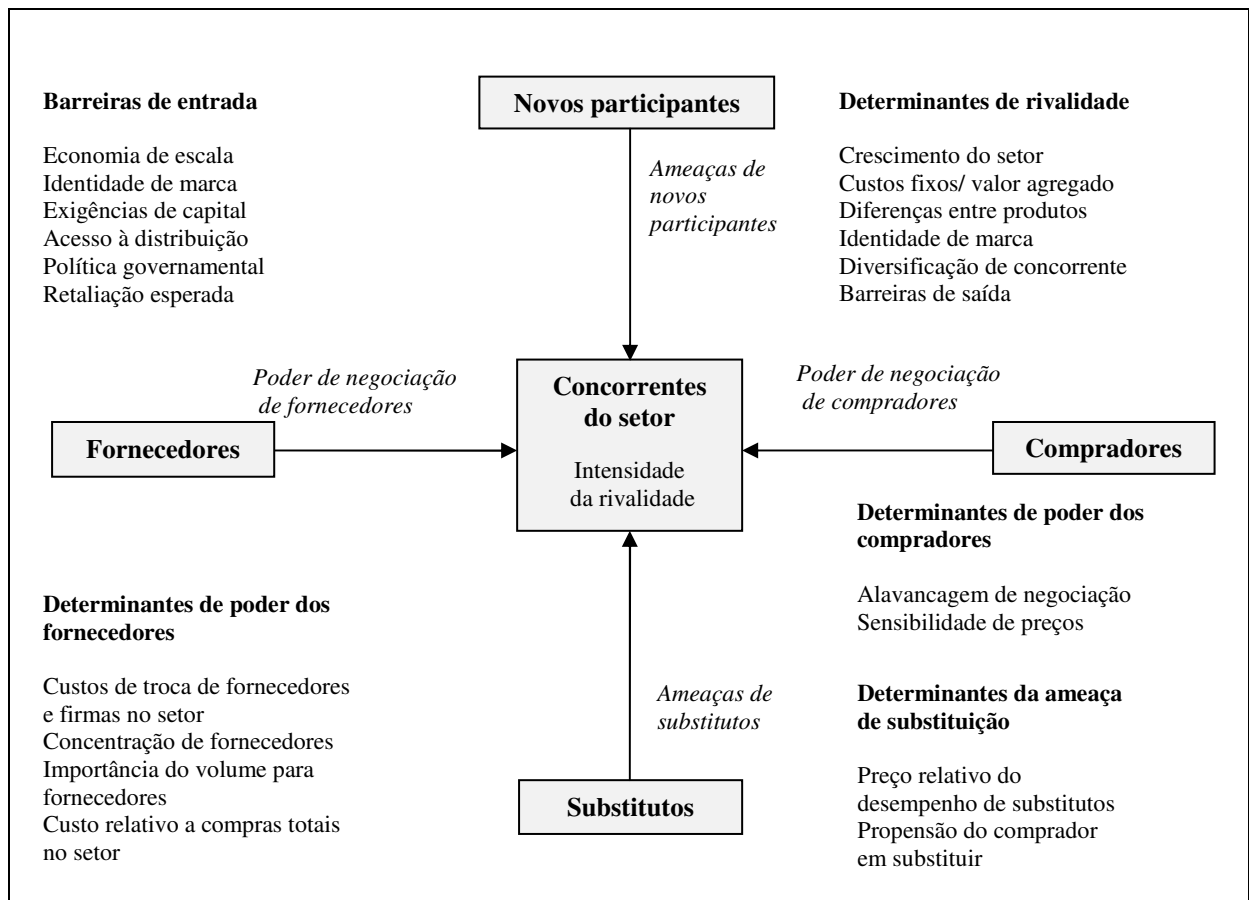 Barreiras de entrada
Economia de escala
Identidade de marca
Exigências de capital
Acesso à distribuição
Política governamental
Retaliação esperada
Novos participantes
Ameaças de
novos
participantes
Determinantes de rivalidade
Crescimento do setor
Custos fixos/ valor agregado
Diferenças entre produtos
Identidade de marca
Diversificação de concorrente
Barreiras de saída
Poder de negociação
de fornecedores
Fornecedores
Concorrentes
do setor
Intensidade
da rivalidade
Poder de negociação
de compradores
Compradores
Determinantes de poder dos
compradores
Alavancagem de negociação
Sensibilidade de preços
Determinantes de poder dos
fornecedores
Custos de troca de fornecedores
e firmas no setor
Concentração de fornecedores
Importância do volume para
fornecedores
Custo relativo a compras totais
no setor
Ameaças de
substitutos
Substitutos
Determinantes da ameaça
de substituição
Preço relativo do
desempenho de substitutos
Propensão do comprador
em substituir